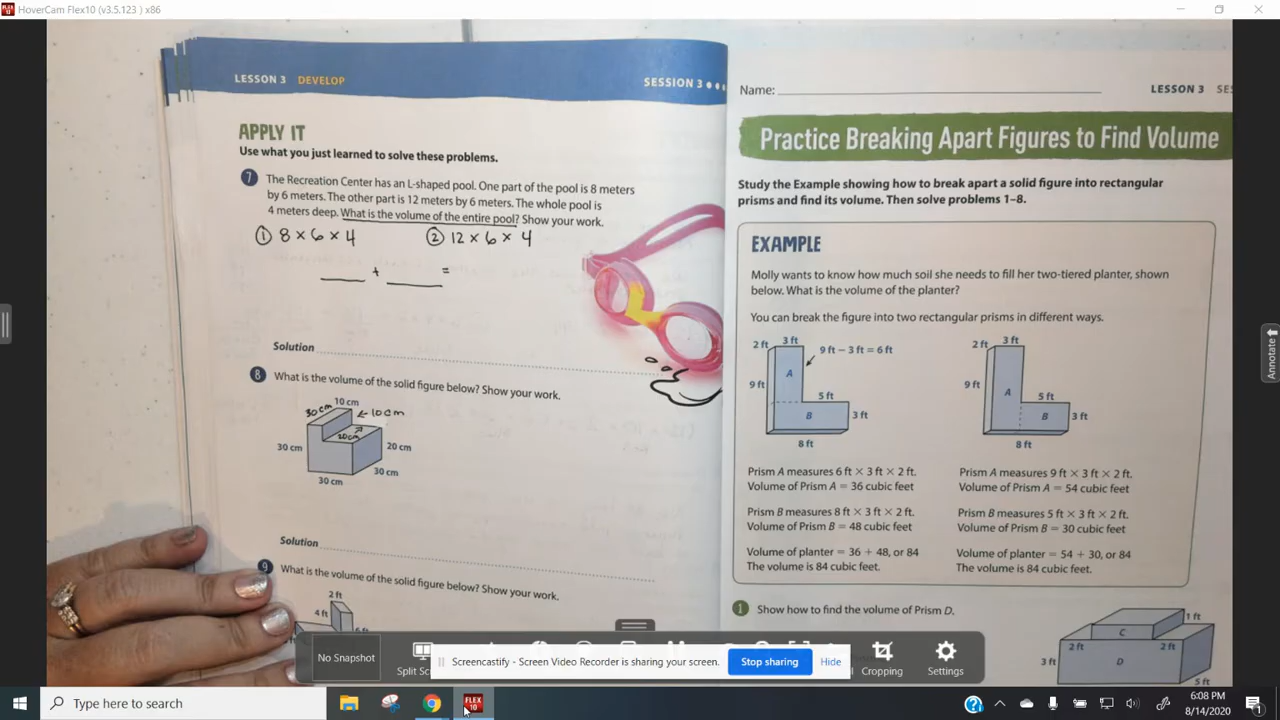 HoverCam Flex10 (v3.5.123 ) x86
LESSON 3 DEVELOP
SESSION 3
APPLY IT
Use what you just learned to solve these problems.
7 The Recreation Center has an L-shaped pool. One part of the pool is 8 meters
by 6 meters. The other part is 12 meters by 6 meters. The whole pool is
4 meters deep. What is the volume of the entire pool? Show your work.
① 8 × 6 × 4 ② 12 × 6 × 4
____ + ____ =
Solution
8 What is the volume of the solid figure below? Show your work.
10 cm
30 cm
10 cm
20cm
30 cm
20 cm
30 cm
30 cm
Solution
9 What is the volume of the solid figure below? Show your work.
2 ft
4 ft
Name:
LESSON 3 SE
Practice Breaking Apart Figures to Find Volume
Study the Example showing how to break apart a solid figure into rectangular
prisms and find its volume. Then solve problems 1–8.
EXAMPLE
Molly wants to know how much soil she needs to fill her two-tiered planter, shown
below. What is the volume of the planter?
You can break the figure into two rectangular prisms in different ways.
2 ft 3 ft 9 ft – 3 ft = 6 ft
A
9 ft
5 ft
B 3 ft
8 ft
2 ft 3 ft
9 ft A
5 ft
B 3 ft
8 ft
Prism A measures 6 ft × 3 ft × 2 ft.
Volume of Prism A = 36 cubic feet
Prism B measures 8 ft × 3 ft × 2 ft.
Volume of Prism B = 48 cubic feet
Volume of planter = 36 + 48, or 84
The volume is 84 cubic feet.
Prism A measures 9 ft × 3 ft × 2 ft.
Volume of Prism A = 54 cubic feet
Prism B measures 5 ft × 3 ft × 2 ft.
Volume of Prism B = 30 cubic feet
Volume of planter = 54 + 30, or 84
The volume is 84 cubic feet.
1 Show how to find the volume of Prism D.
1 ft
C
2 ft 2 ft
3 ft D
5 ft
Annotate
No Snapshot
Split Scr
Screencastify - Screen Video Recorder is sharing your screen.
Stop sharing
Hide
Cropping
Settings
Type here to search
FLEX 10
6:08 PM
8/14/2020